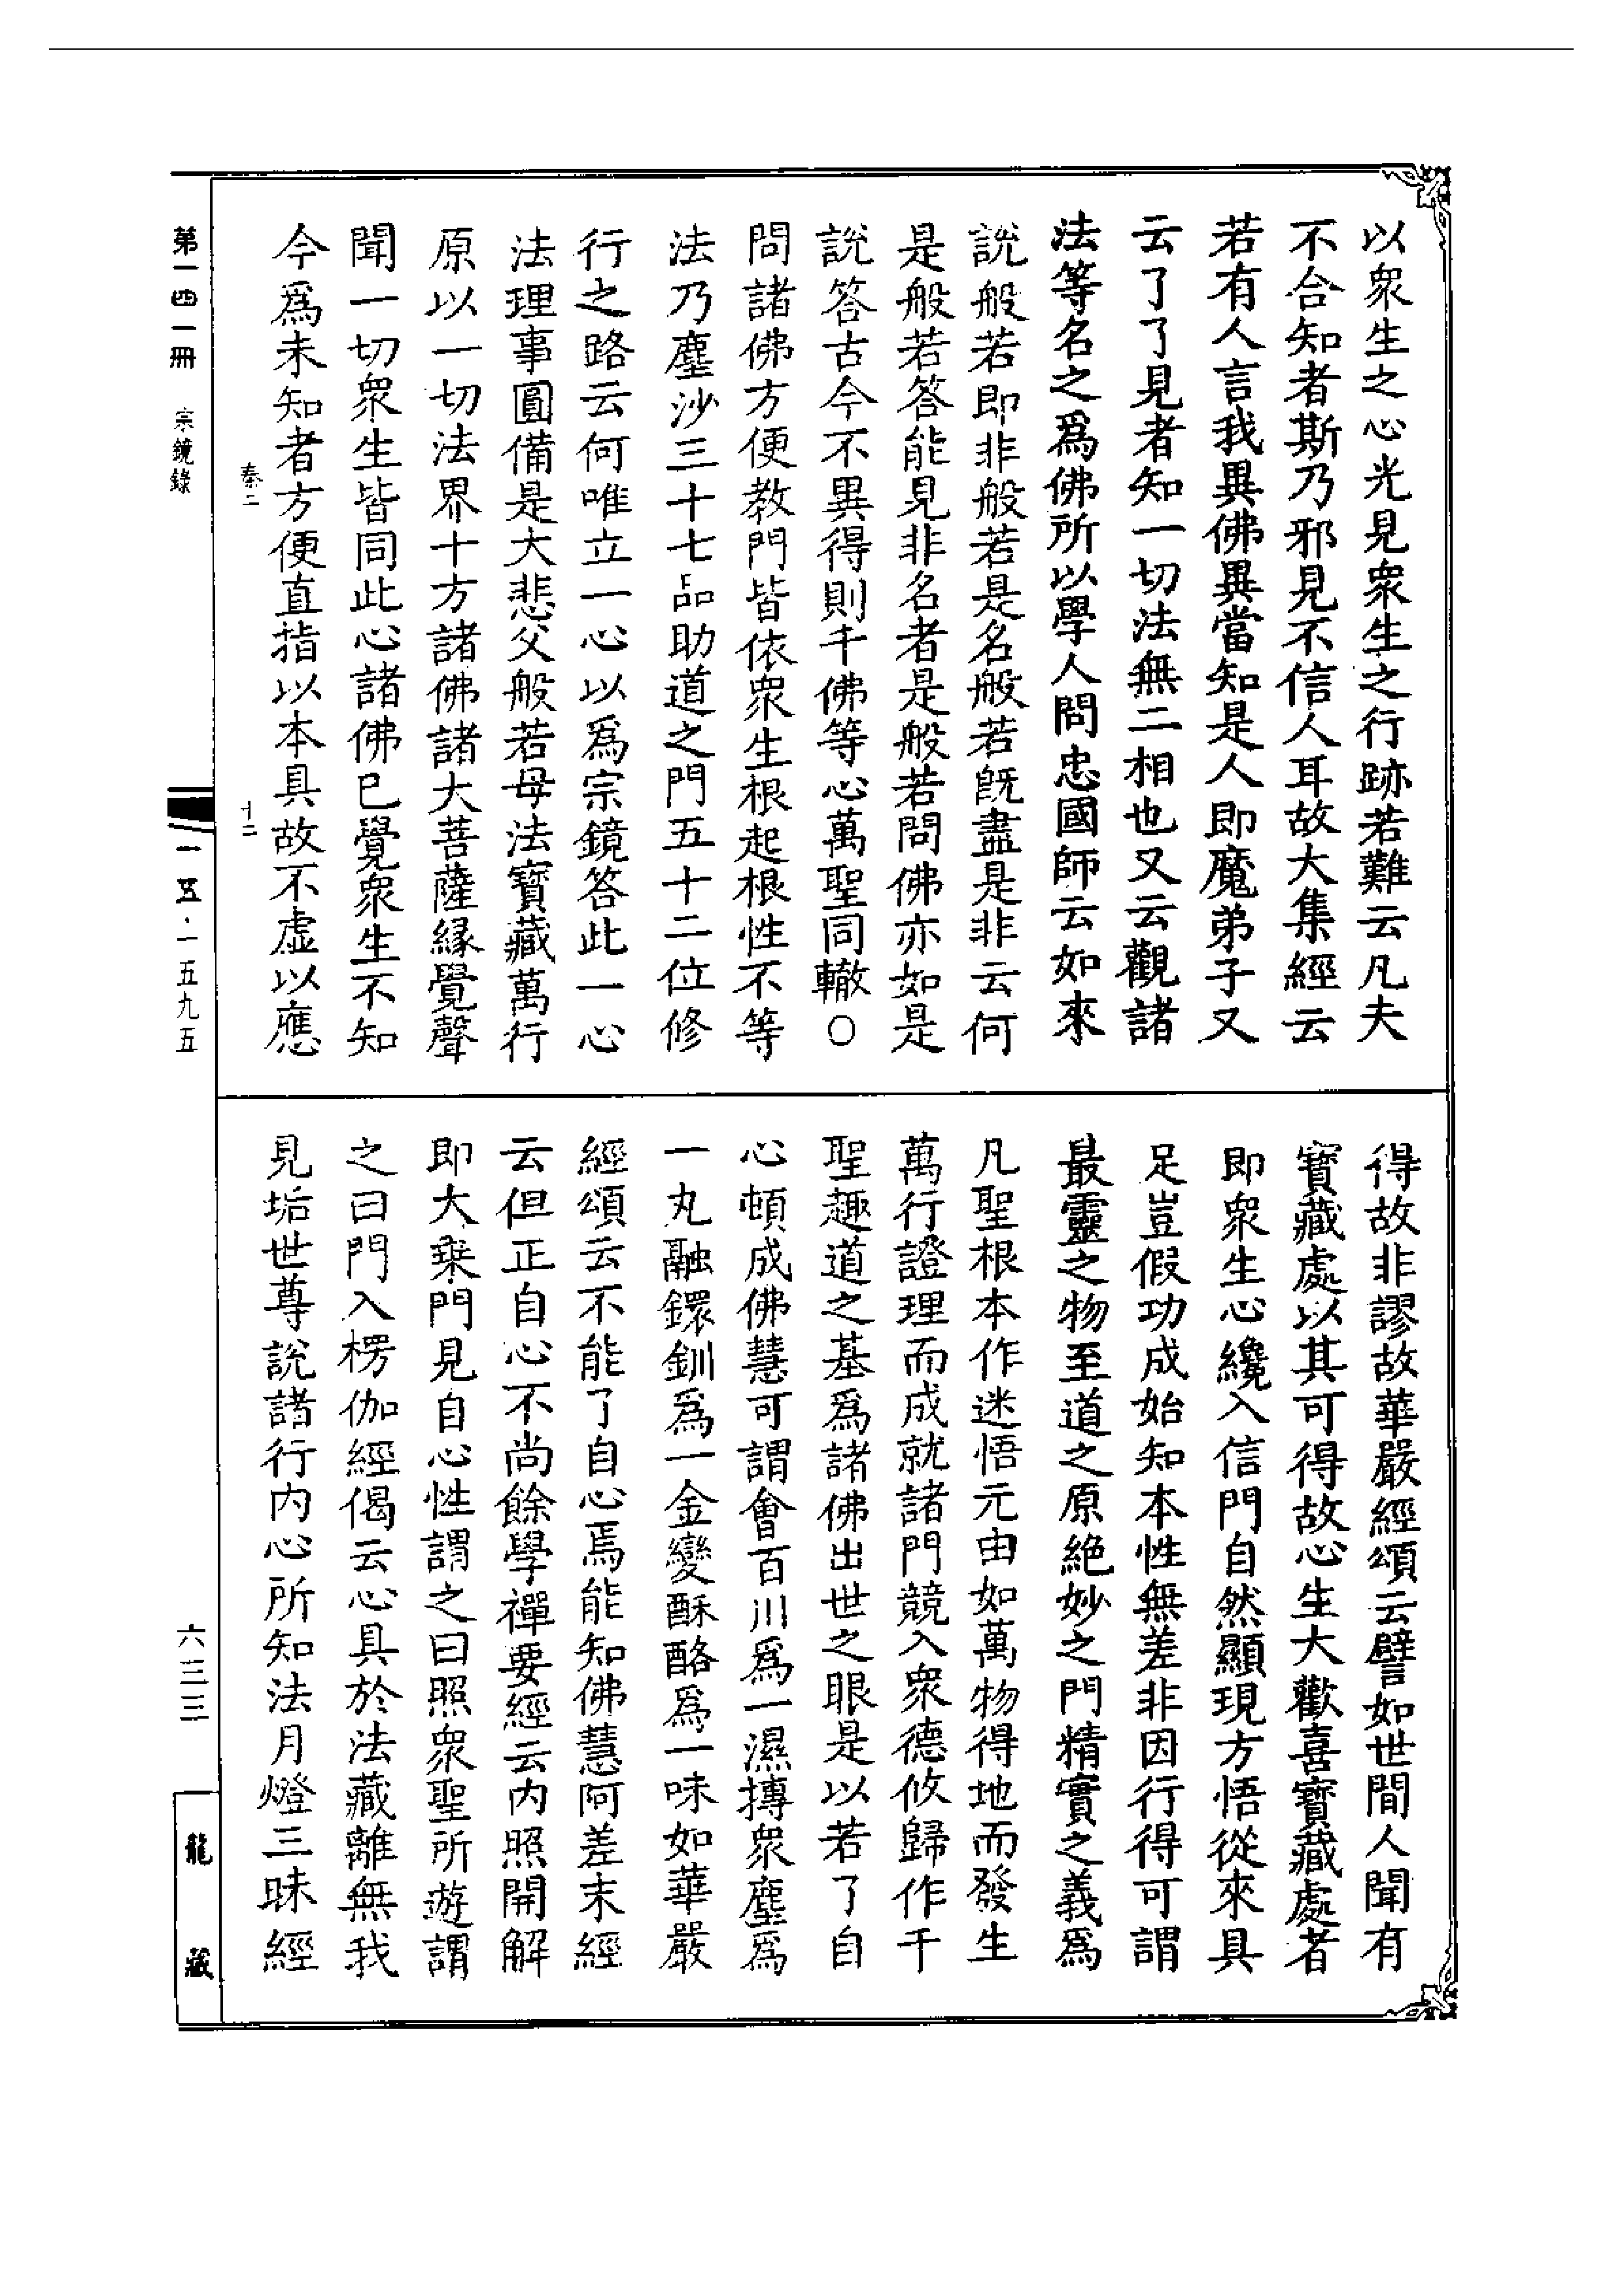 以衆生之心光見衆生之行跡若難云凡夫
不合知者斯乃邪見不信人耳故大集經云
若有人言我異佛異當知是人即魔弟子又
云了了見者知一切法無二相也又云觀諸
法等名之爲佛所以學人問忠國師云如來
說般若即非般若是名般若既盡是非云何
是般若答能見非名者是般若問佛亦如是
說答古今不異得則千佛等心萬聖同轍〇
問諸佛方便教門皆依衆生根起根性不等
法乃塵沙三十七品助道之門五十二位修
行之路云何唯立一心以爲宗鏡答此一心
法理事圓備是大悲父般若母法寶藏萬行
原以一切法界十方諸佛諸大菩薩緣覺聲
聞一切衆生皆同此心諸佛已覺衆生不知
今爲未知者方便直指以本具故不虛以應
得故非謬故華嚴經頌云譬如世間人聞有
寶藏處以其可得故心生大歡喜寶藏處者
即衆生心纔入信門自然顯現方悟從來具
足豈假功成始知本性無差非因行得可謂
最靈之物至道之原絕妙之門精實之義爲
凡聖根本作迷悟元由如萬物得地而發生
萬行證理而成就諸門競入衆德攸歸作千
聖趣道之基爲諸佛出世之眼是以若了自
心頓成佛慧可謂會百川爲一濕摶衆塵爲
一丸融鐶釧爲一金變酥酪爲一味如華嚴
經頌云不能了自心焉能知佛慧阿差末經
云但正自心不尚餘學禪要經云内照開解
即大乘門見自心性謂之曰照衆聖所遊謂
之曰門入楞伽經偈云心具於法藏離無我
見垢世尊說諸行内心所知法月燈三昧經
第一四一冊
宗鏡錄
秦二
十二
一五·一五九五
六三三
龍藏